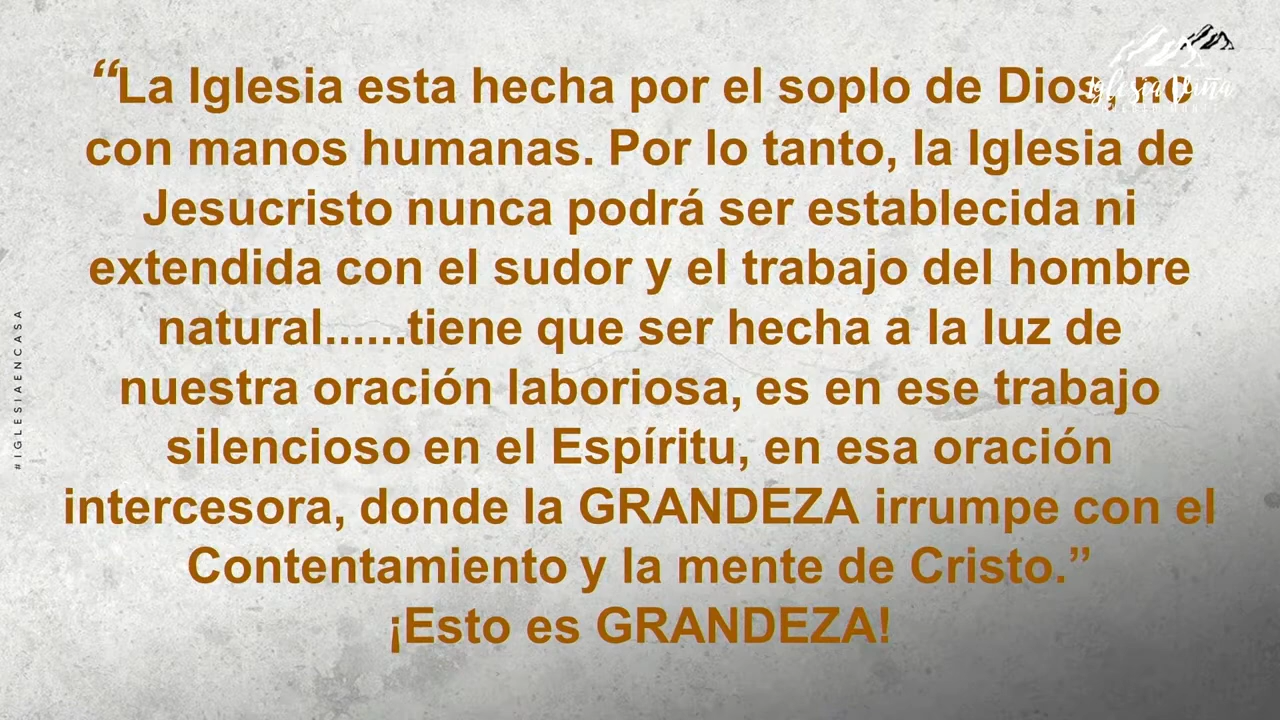 “La Iglesia esta hecha por el soplo de Dios, no
con manos humanas. Por lo tanto, la Iglesia de
Jesucristo nunca podrá ser establecida ni
extendida con el sudor y el trabajo del hombre
natural......tiene que ser hecha a la luz de
nuestra oración laboriosa, es en ese trabajo
silencioso en el Espíritu, en esa oración
intercesora, donde la GRANDEZA irrumpe con el
Contentamiento y la mente de Cristo.”
¡Esto es GRANDEZA!
Iglesia Viña
#IGLESIAENCASA